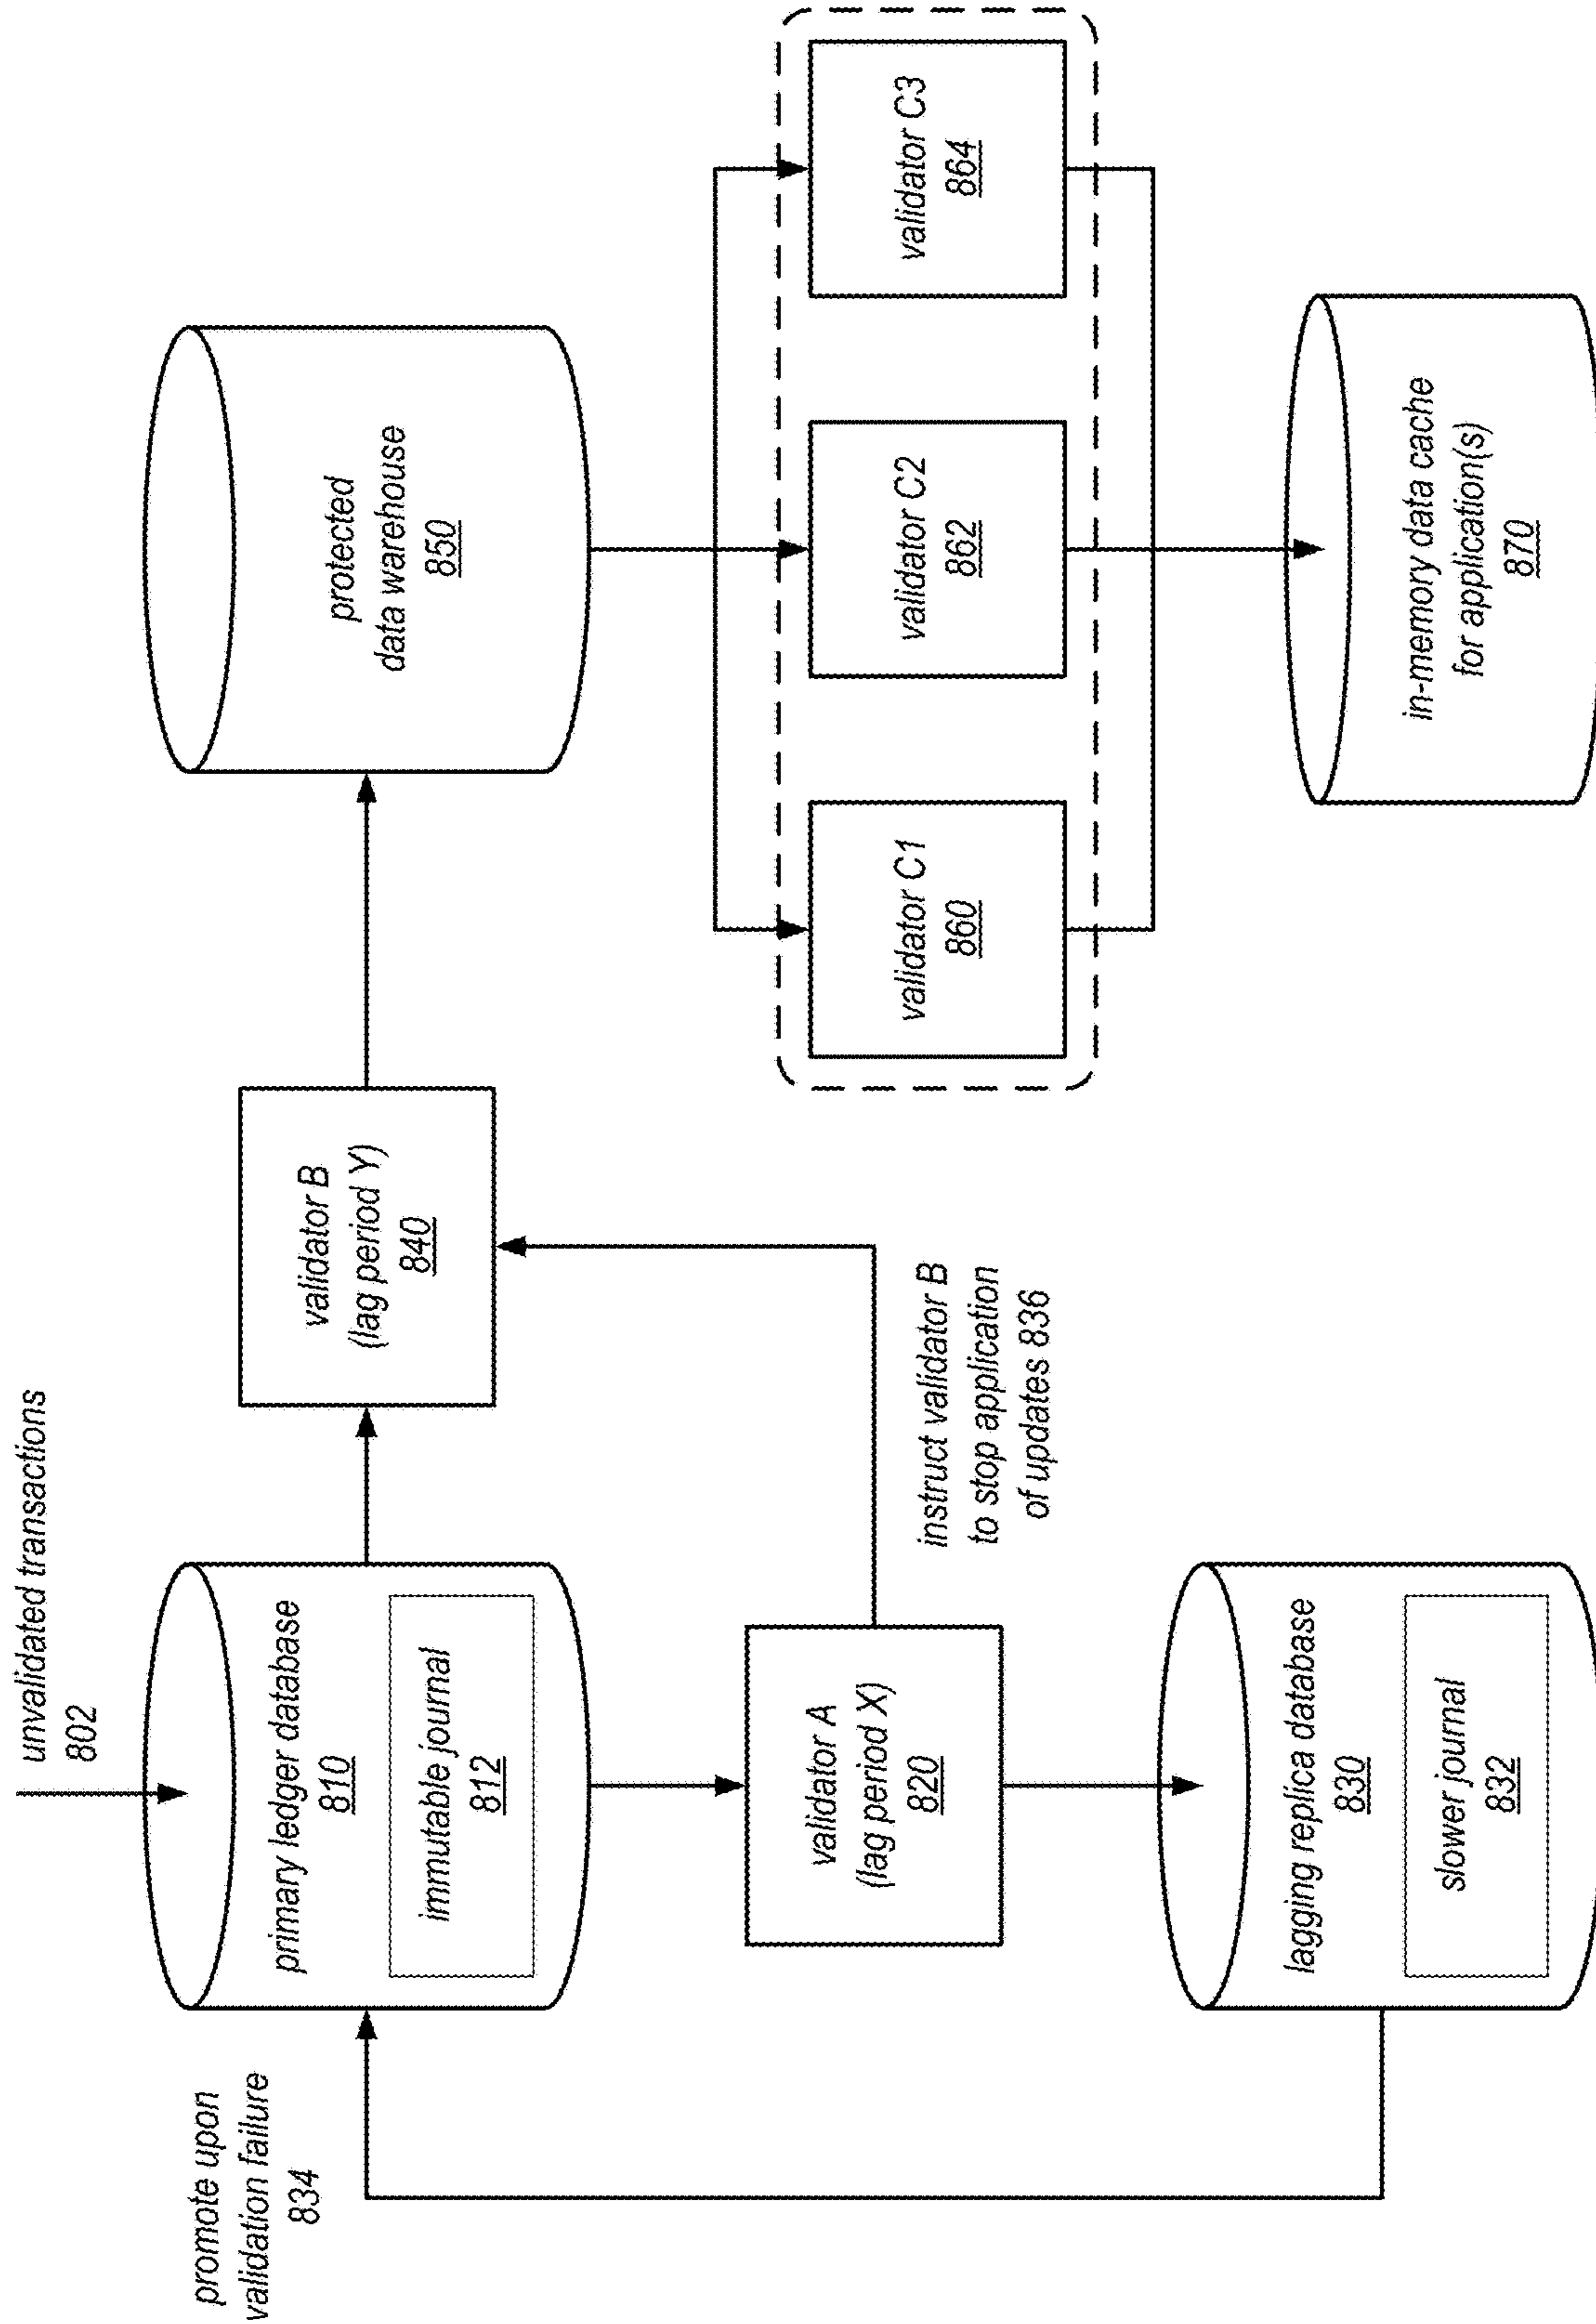 unvalidated transactions
802
promote upon
validation failure
834
primary ledger database
810
immutable journal
812
validator B
(lag period Y)
840
protected
data warehouse
850
validator A
(lag period X)
820
instruct validator B
to stop application
of updates 836
validator C1
860
validator C2
862
validator C3
864
lagging replica database
830
slower journal
832
in-memory data cache
for application(s)
870